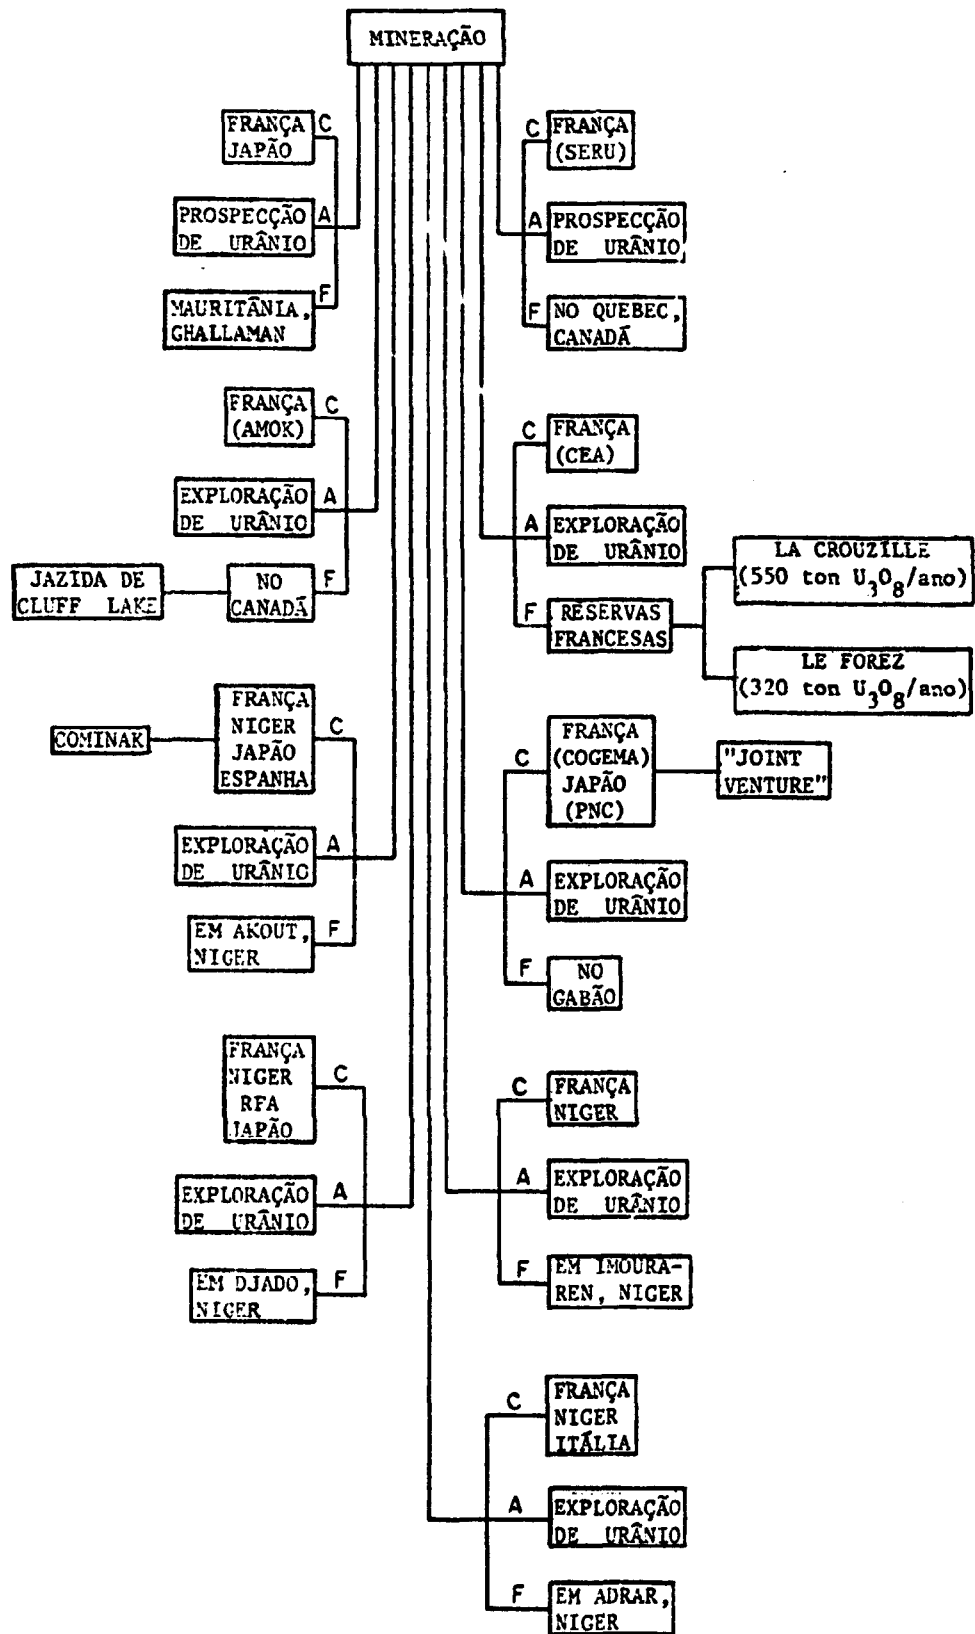 MINERAÇÃO
C
FRANÇA
JAPÃO
A
PROSPECÇÃO
DE URÂNIO
F
MAURITÂNIA,
GHALLAMAN
C
FRANÇA
(AMOK)
A
EXPLORAÇÃO
DE URÂNIO
F
NO
CANADÁ
JAZIDA DE
CLUFF LAKE
C
FRANÇA
NIGER
JAPÃO
ESPANHA
COMINAK
A
EXPLORAÇÃO
DE URÂNIO
F
EM AKOUT,
NIGER
C
FRANÇA
NIGER
RFA
JAPÃO
A
EXPLORAÇÃO
DE URÂNIO
F
EM DJADO,
NIGER
C
FRANÇA
(SERU)
A
PROSPECÇÃO
DE URÂNIO
F
NO QUEBEC,
CANADÁ
C
FRANÇA
(CEA)
A
EXPLORAÇÃO
DE URÂNIO
F
RESERVAS
FRANCESAS
LA CROUZILLE
(550 ton U3O8/ano)
LE FOREZ
(320 ton U3O8/ano)
C
FRANÇA
(COGEMA)
JAPÃO
(PNC)
"JOINT
VENTURE"
A
EXPLORAÇÃO
DE URÂNIO
F
NO
GABÃO
C
FRANÇA
NIGER
A
EXPLORAÇÃO
DE URÂNIO
F
EM IMOURA-
REN, NIGER
C
FRANÇA
NIGER
ITÁLIA
A
EXPLORAÇÃO
DE URÂNIO
F
EM ADRAR,
NIGER